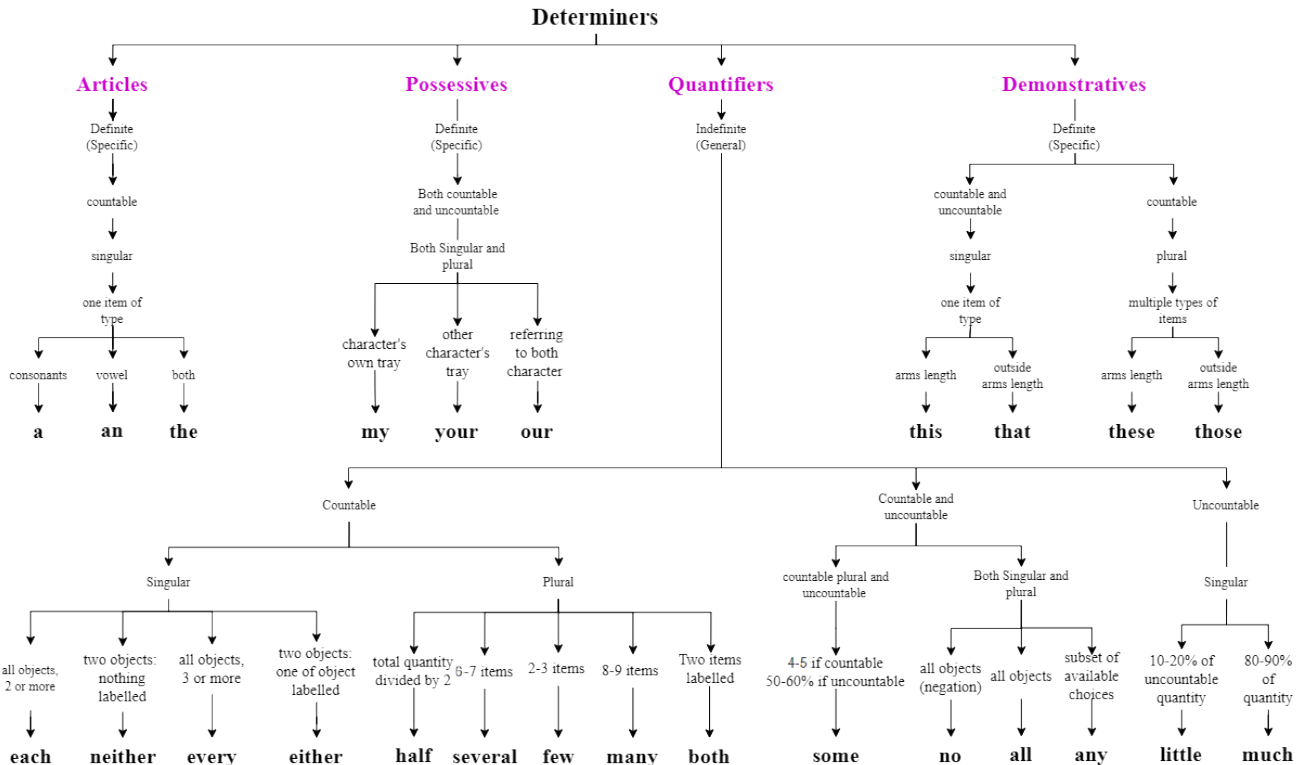 Determiners
Articles
Possessives
Quantifiers
Demonstratives
Definite
(Specific)
Definite
(Specific)
Indefinite
(General)
Definite
(Specific)
countable
Both countable
and uncountable
countable and
uncountable
countable
singular
Both Singular and
plural
singular
plural
one item of
type
one item of
type
multiple types of
items
character's
own tray
other
character's
tray
referring
to both
character
consonants
vowel
both
arms length
outside
arms length
arms length
outside
arms length
a
an
the
my
your
our
this
that
these
those
Countable
Countable and
uncountable
Uncountable
Singular
Plural
countable plural and
uncountable
Both Singular and
plural
Singular
all objects,
2 or more
two objects:
nothing
labelled
all objects,
3 or more
two objects:
one of object
labelled
total quantity
divided by 2
6-7 items
2-3 items
8-9 items
Two items
labelled
4-5 if countable
50-60% if uncountable
all objects
(negation)
all objects
subset of
available
choices
10-20% of
uncountable
quantity
80-90%
of
quantity
each
neither
every
either
half
several
few
many
both
some
no
all
any
little
much